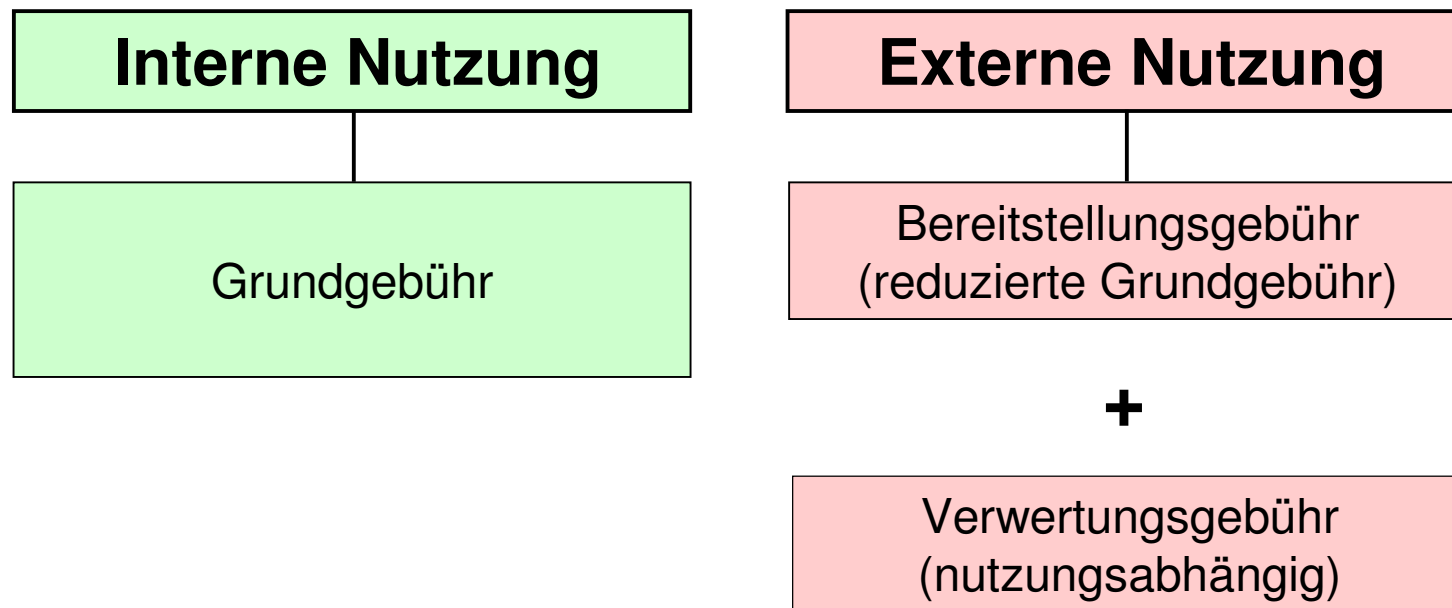 Interne Nutzung
Grundgebühr
Externe Nutzung
Bereitstellungsgebühr
(reduzierte Grundgebühr)
+
Verwertungsgebühr
(nutzungsabhängig)